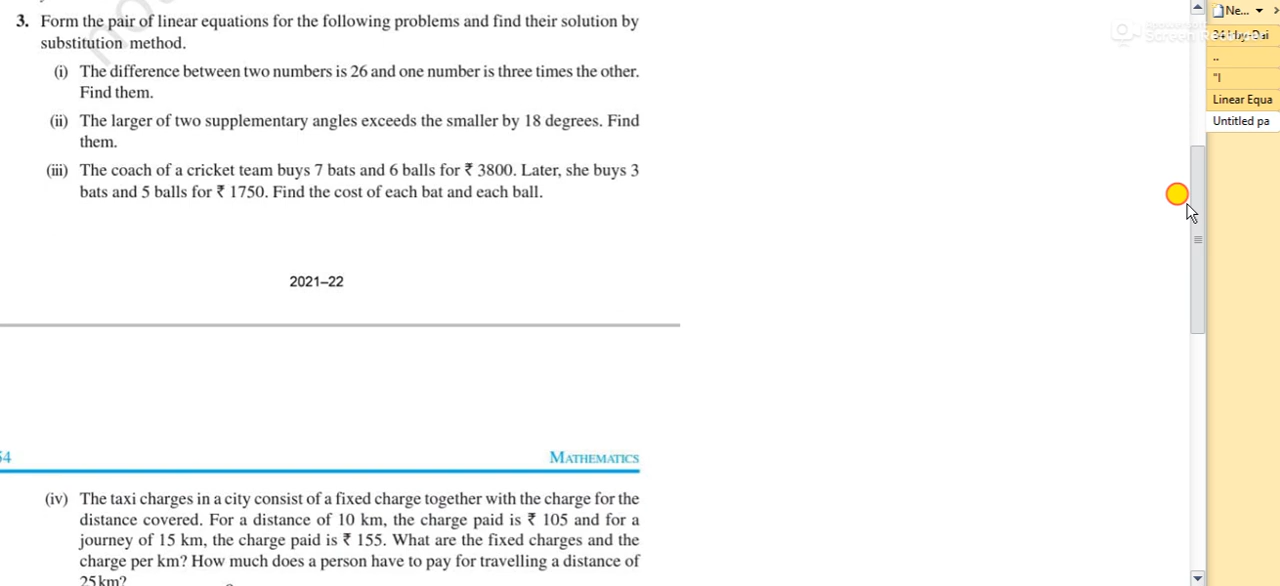 3. Form the pair of linear equations for the following problems and find their solution by
substitution method.
(i) The difference between two numbers is 26 and one number is three times the other.
Find them.
(ii) The larger of two supplementary angles exceeds the smaller by 18 degrees. Find
them.
(iii) The coach of a cricket team buys 7 bats and 6 balls for ₹ 3800. Later, she buys 3
bats and 5 balls for ₹ 1750. Find the cost of each bat and each ball.
2021–22
54
MATHEMATICS
(iv) The taxi charges in a city consist of a fixed charge together with the charge for the
distance covered. For a distance of 10 km, the charge paid is ₹ 105 and for a
journey of 15 km, the charge paid is ₹ 155. What are the fixed charges and the
charge per km? How much does a person have to pay for travelling a distance of
25 km?
Ne...
..
"I
Linear Equa
Untitled pa